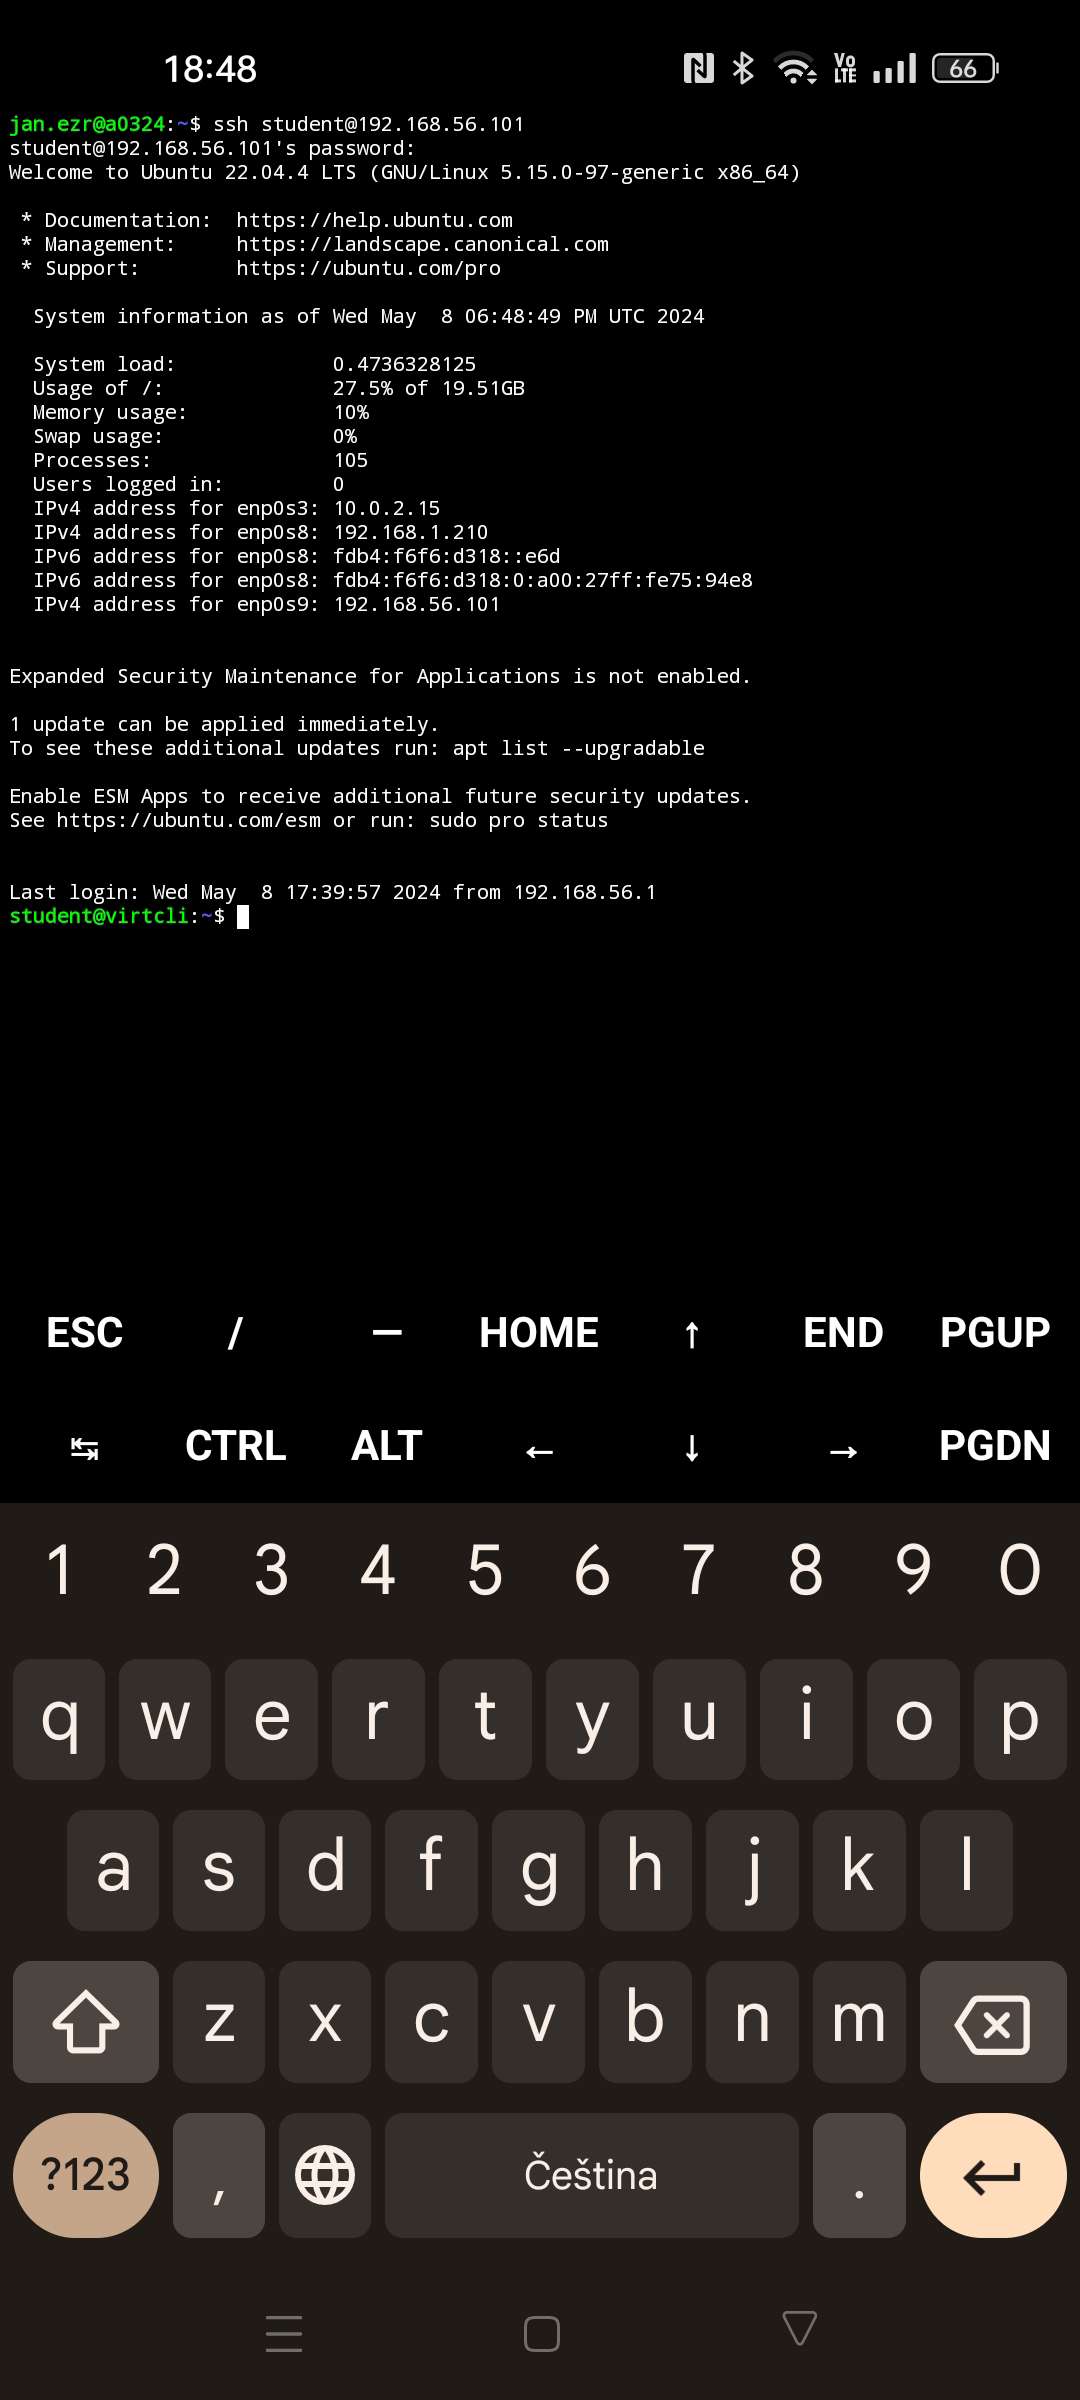 18:48
Vo
LTE
66
jan.ezr@a0324:~$ ssh student@192.168.56.101
student@192.168.56.101's password:
Welcome to Ubuntu 22.04.4 LTS (GNU/Linux 5.15.0-97-generic x86_64)
* Documentation:  https://help.ubuntu.com
* Management:     https://landscape.canonical.com
* Support:        https://ubuntu.com/pro
System information as of Wed May  8 06:48:49 PM UTC 2024
System load:             0.4736328125
Usage of /:              27.5% of 19.51GB
Memory usage:            10%
Swap usage:              0%
Processes:               105
Users logged in:         0
IPv4 address for enp0s3: 10.0.2.15
IPv4 address for enp0s8: 192.168.1.210
IPv6 address for enp0s8: fdb4:f6f6:d318::e6d
IPv6 address for enp0s8: fdb4:f6f6:d318:0:a00:27ff:fe75:94e8
IPv4 address for enp0s9: 192.168.56.101
Expanded Security Maintenance for Applications is not enabled.
1 update can be applied immediately.
To see these additional updates run: apt list --upgradable
Enable ESM Apps to receive additional future security updates.
See https://ubuntu.com/esm or run: sudo pro status
Last login: Wed May  8 17:39:57 2024 from 192.168.56.1
student@virtcli:~$
ESC / — HOME ↑ END PGUP
↹ CTRL ALT ← ↓ → PGDN
1 2 3 4 5 6 7 8 9 0
q w e r t y u i o p
a s d f g h j k l
z x c v b n m
?123 , Čeština .